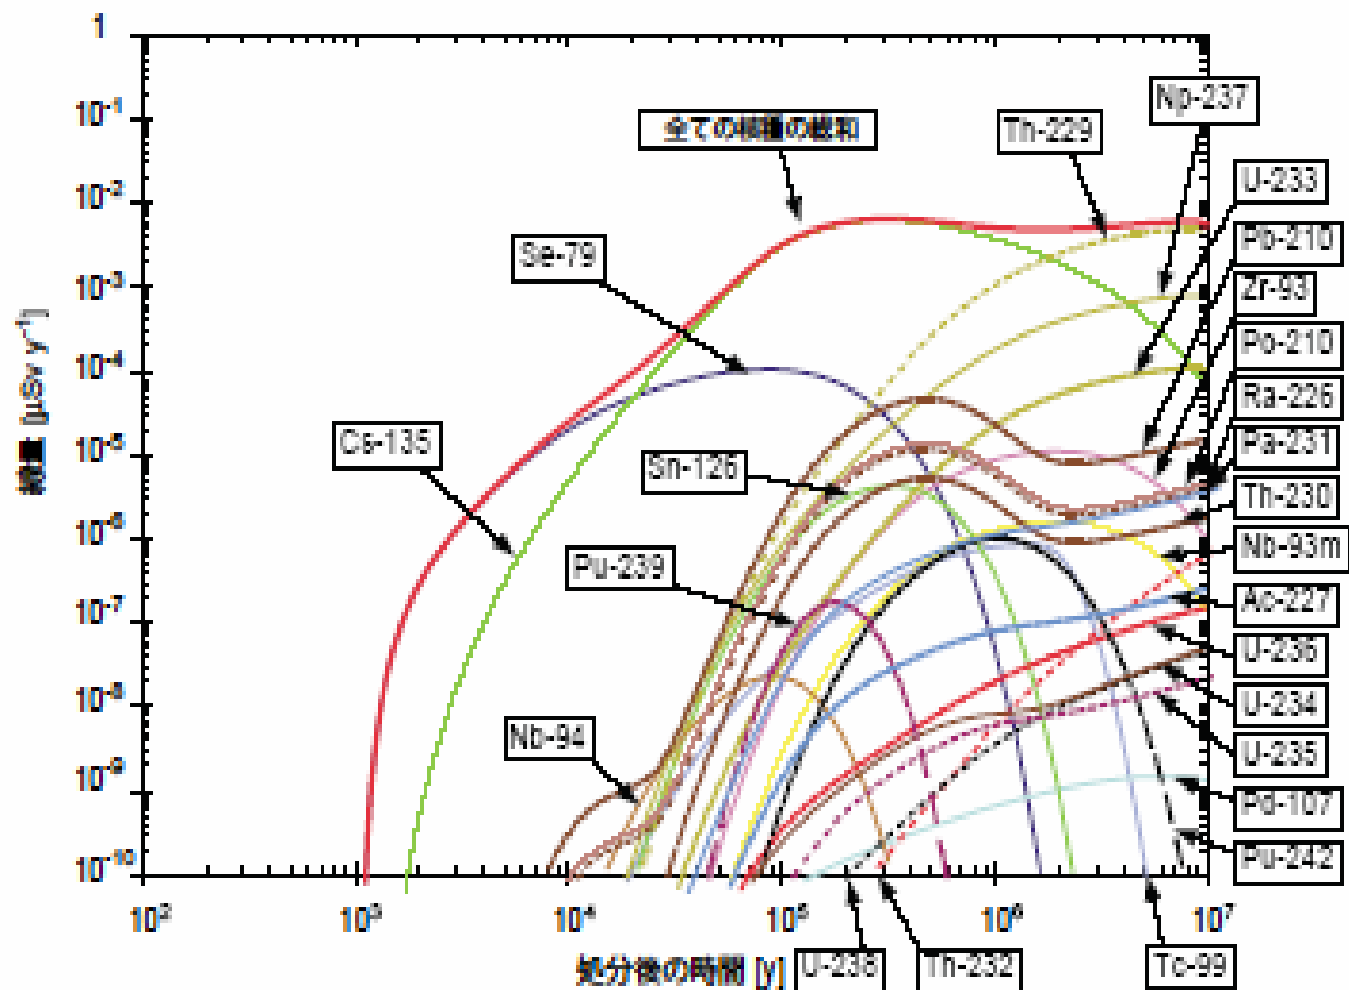 1
10⁻¹
10⁻²
10⁻³
10⁻⁴
10⁻⁵
10⁻⁶
10⁻⁷
10⁻⁸
10⁻⁹
10⁻¹⁰
線量 [μSv y⁻¹]
全ての核種の総和
Th-229
Np-237
U-233
Se-79
Pb-210
Zr-93
Po-210
Ra-226
Cs-135
Pa-231
Sn-126
Th-230
Nb-93m
Pu-239
Ac-227
U-236
U-234
Nb-94
U-235
Pd-107
Pu-242
10² 10³ 10⁴ 10⁵ 10⁶ 10⁷
処分後の時間 [y]
U-238
Th-232
Tc-99